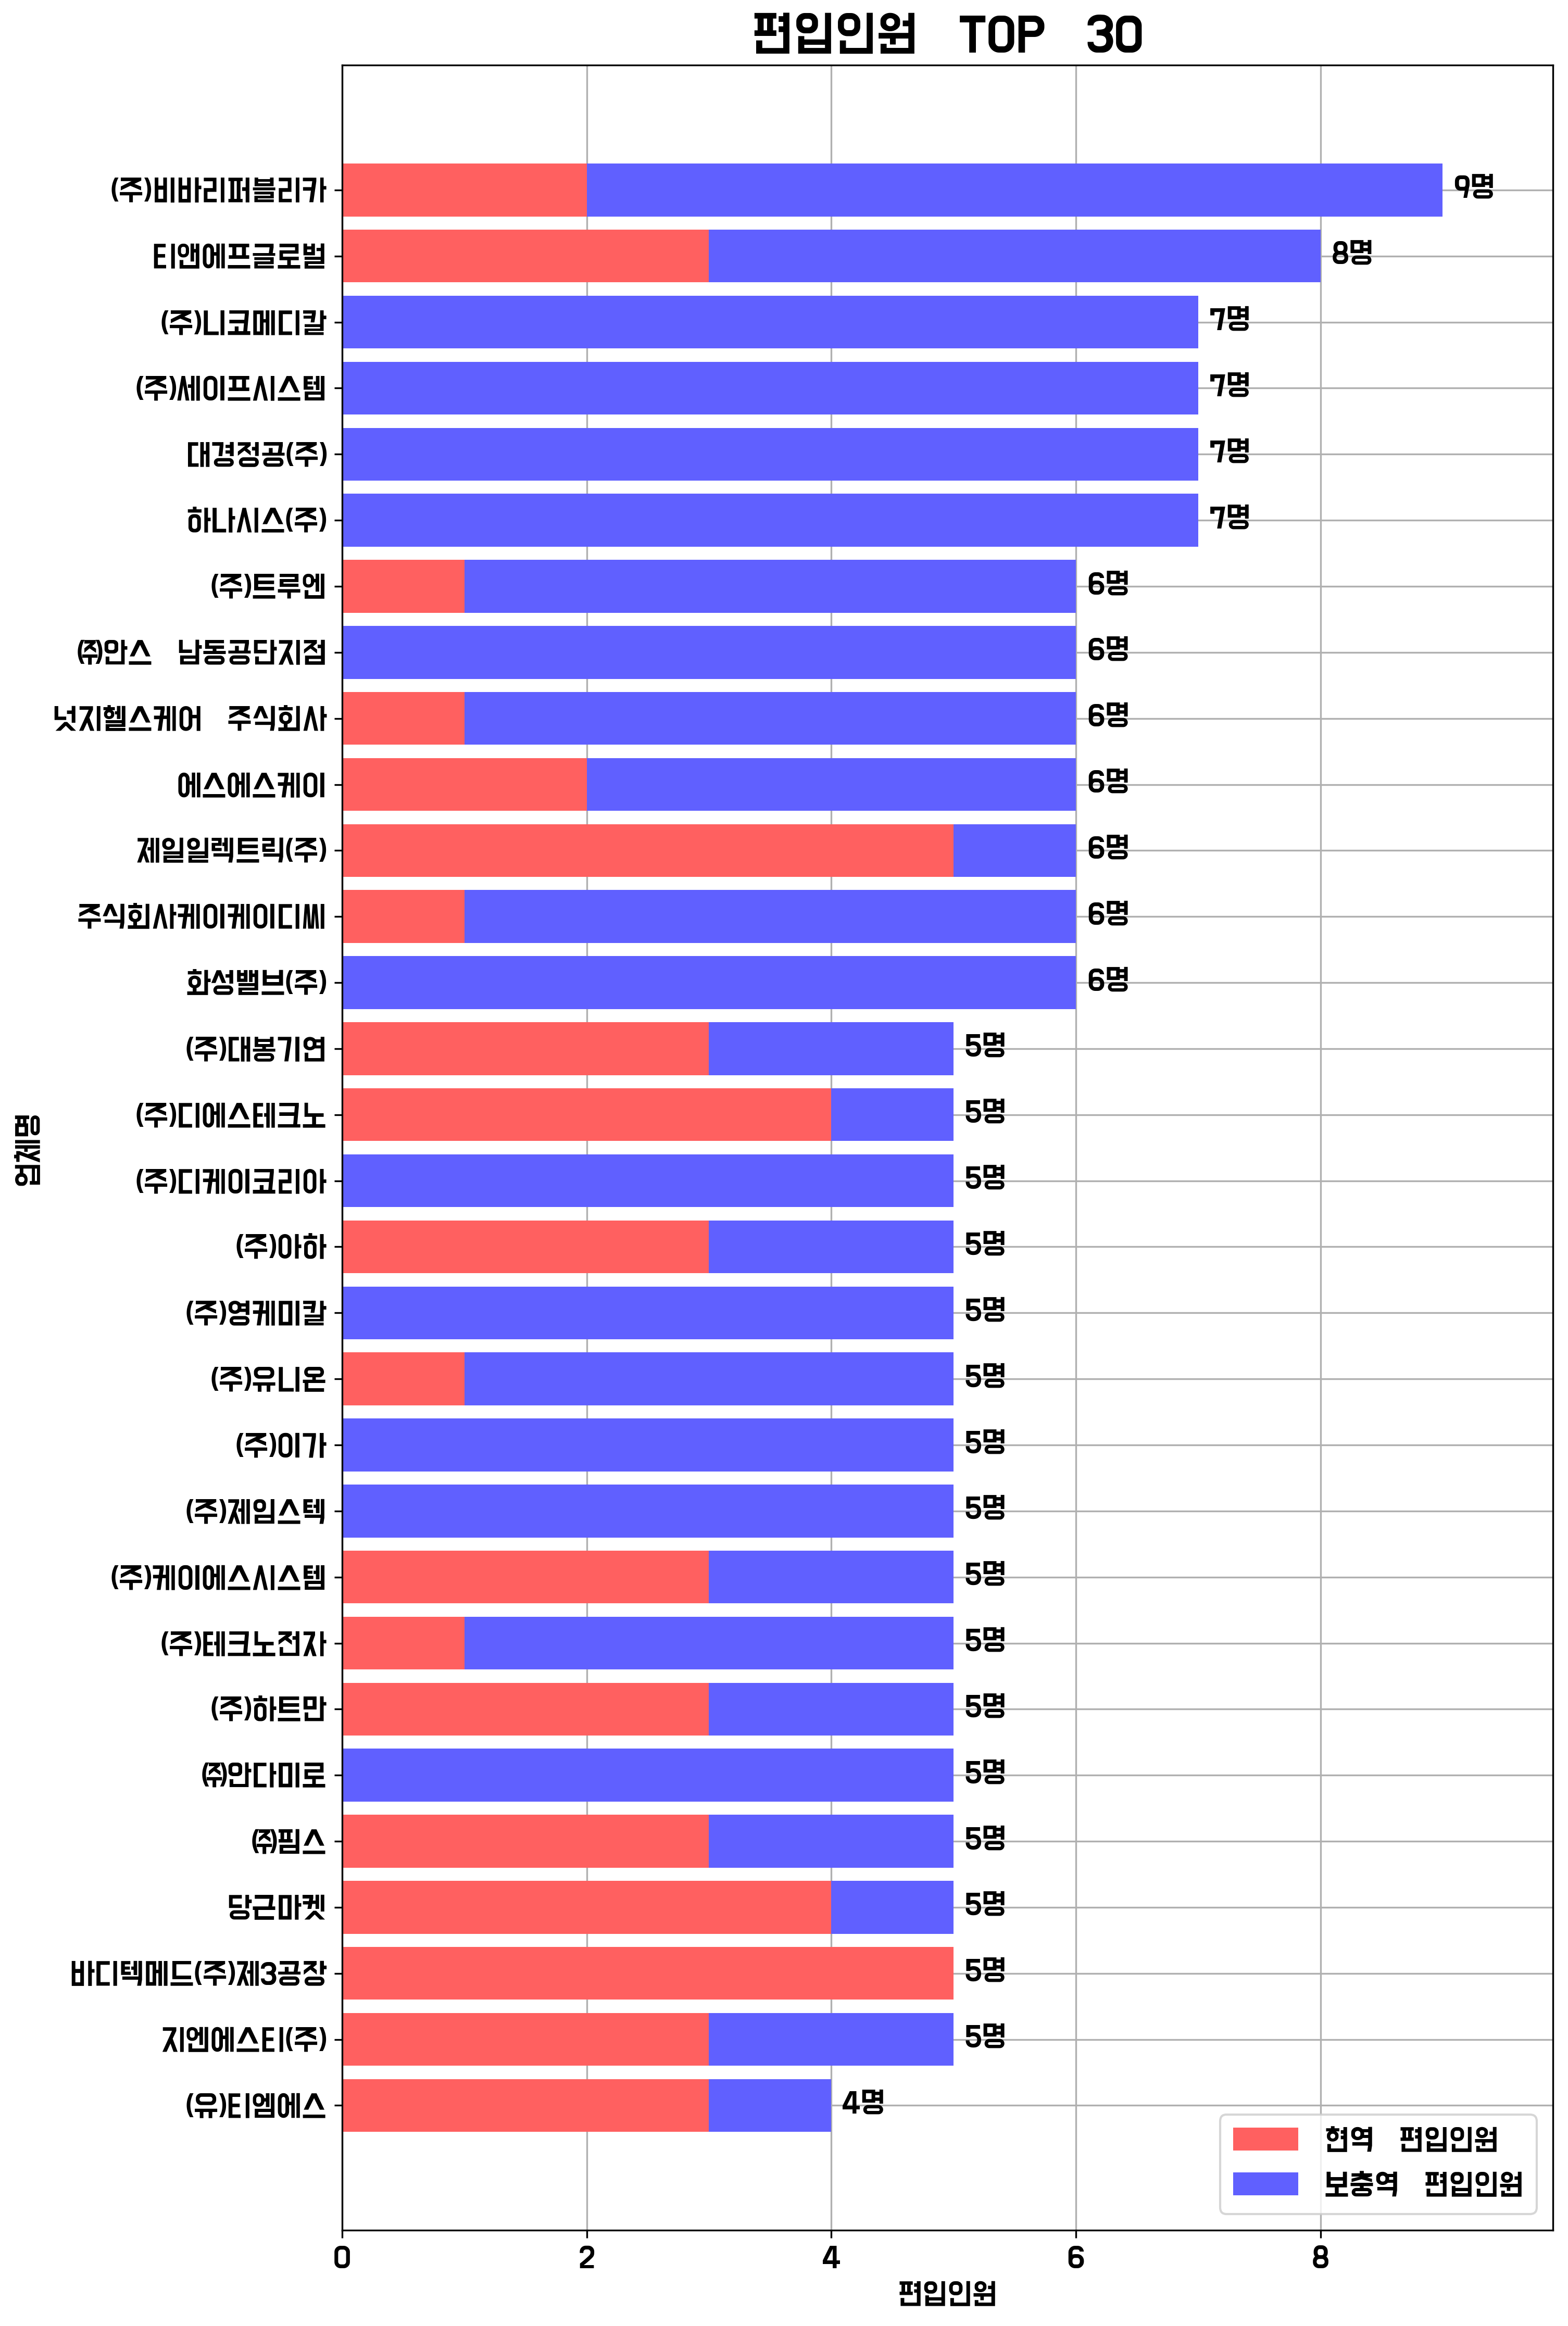 편입인원 TOP 30
(주)비바리퍼블리카 9명
티앤에프글로벌 8명
(주)니코메디칼 7명
(주)세이프시스템 7명
대경정공(주) 7명
하나시스(주) 7명
(주)트루엔 6명
㈜안스 남동공단지점 6명
넛지헬스케어 주식회사 6명
에스에스케이 6명
제일일렉트릭(주) 6명
주식회사케이케이디씨 6명
화성밸브(주) 6명
(주)대봉기연 5명
(주)디에스테크노 5명
(주)디케이코리아 5명
(주)아하 5명
(주)영케미칼 5명
(주)유니온 5명
(주)이가 5명
(주)제임스텍 5명
(주)케이에스시스템 5명
(주)테크노전자 5명
(주)하트만 5명
㈜안다미로 5명
㈜핌스 5명
당근마켓 5명
바디텍메드(주)제3공장 5명
지엔에스티(주) 5명
(유)티엠에스 4명
업체명
현역 편입인원
보충역 편입인원
0 2 4 6 8
편입인원